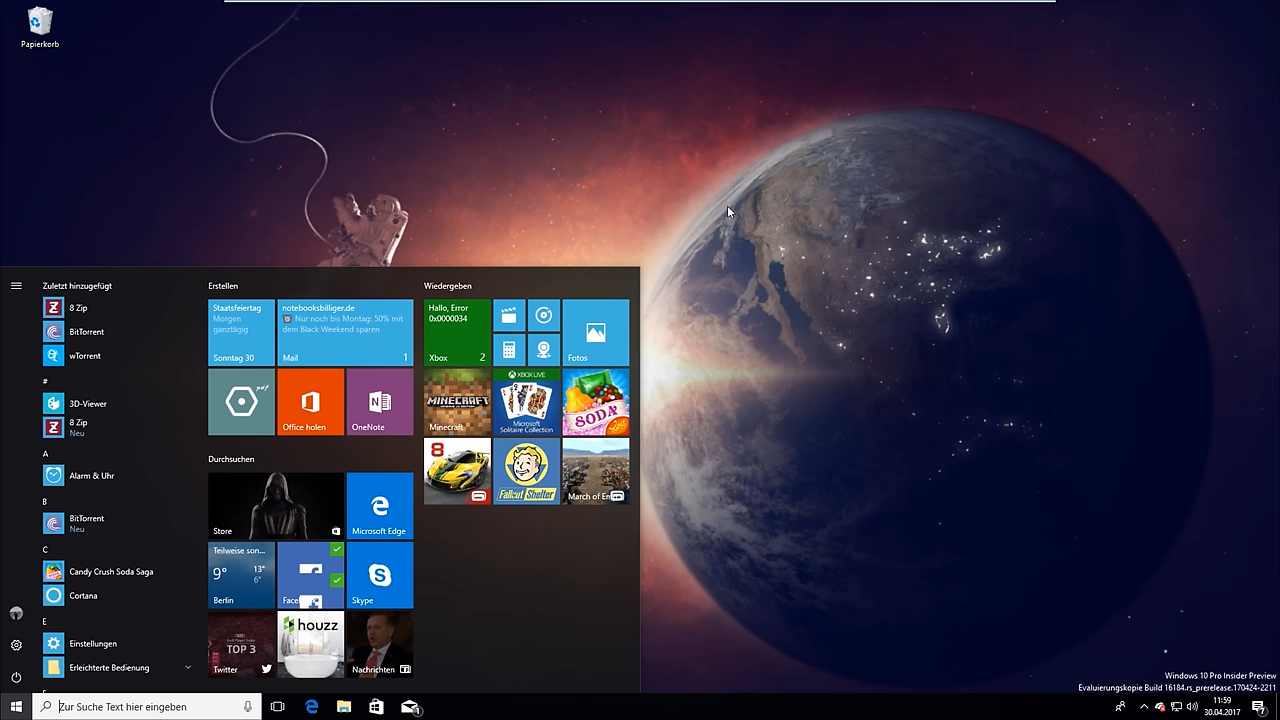 Papierkorb
Zuletzt hinzugefügt
8 Zip
BitTorrent
wTorrent
#
3D-Viewer
8 Zip
Neu
A
Alarm & Uhr
B
BitTorrent
Neu
C
Candy Crush Soda Saga
Cortana
E
Einstellungen
Erleichterte Bedienung
Erstellen
Staatsfeiertag
Morgen
ganztägig
Sonntag 30
notebooksbilliger.de
Nur noch bis Montag: 50% mit
dem Black Weekend sparen
Mail
1
pdf
Office holen
OneNote
Durchsuchen
Store
Microsoft Edge
Teilweise son...
9°
13°
6°
Berlin
Skype
TOP 3
Twitter
houzz
Nachrichten
Wiedergeben
Hallo, Error
0x0000034
Xbox
2
Fotos
MINECRAFT
Minecraft
XBOX LIVE
Microsoft
Solitaire Collection
SODA
8
Fallout Shelter
March of Em
Zur Suche Text hier eingeben
1
Windows 10 Pro Insider Preview
Evaluierungskopie Build 16184.rs_prerelease.170424-2211
11:59
30.04.2017